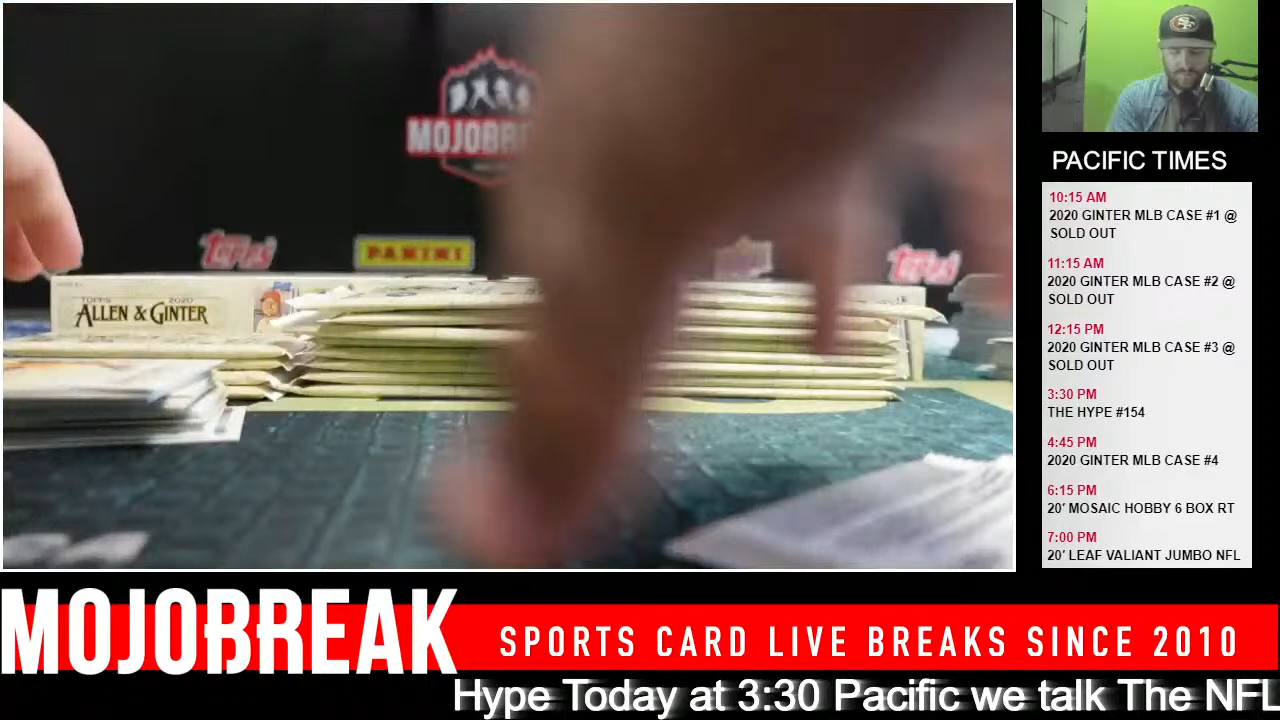 MOJOBRE
Topps
PANINI
Topps
TOPPS 2020
ALLEN & GINTER
PACIFIC TIMES
10:15 AM
2020 GINTER MLB CASE #1 @
SOLD OUT
11:15 AM
2020 GINTER MLB CASE #2 @
SOLD OUT
12:15 PM
2020 GINTER MLB CASE #3 @
SOLD OUT
3:30 PM
THE HYPE #154
4:45 PM
2020 GINTER MLB CASE #4
6:15 PM
20' MOSAIC HOBBY 6 BOX RT
7:00 PM
20' LEAF VALIANT JUMBO NFL
MOJOBREAK
SPORTS CARD LIVE BREAKS SINCE 2010
Hype Today at 3:30 Pacific we talk The NFL